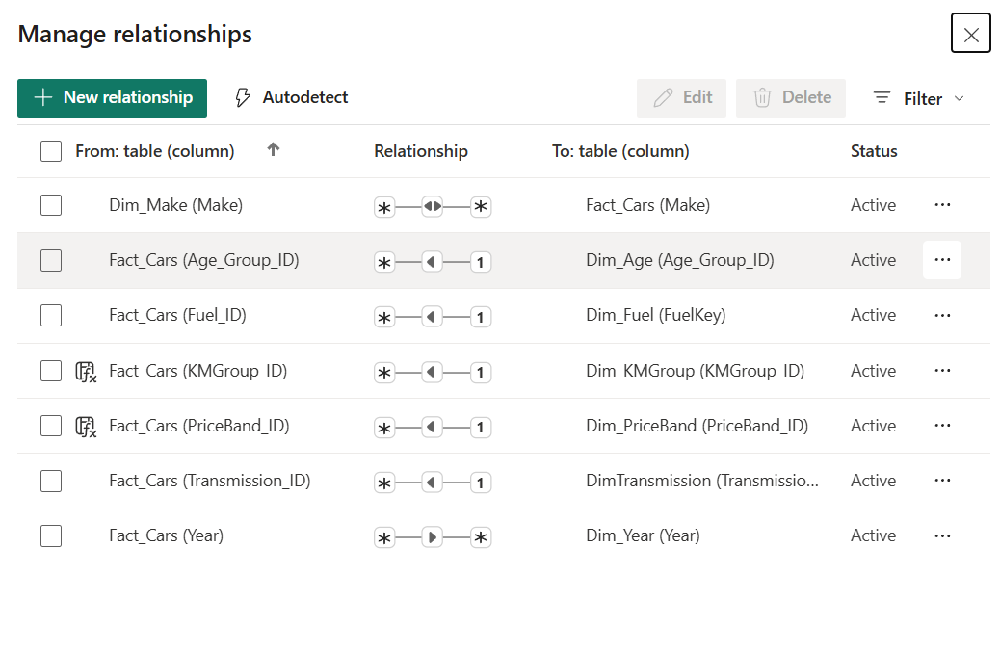 Manage relationships
New relationship Autodetect Edit Delete Filter
From: table (column) Relationship To: table (column) Status
Dim_Make (Make) * * Fact_Cars (Make) Active ...
Fact_Cars (Age_Group_ID) * 1 Dim_Age (Age_Group_ID) Active ...
Fact_Cars (Fuel_ID) * 1 Dim_Fuel (FuelKey) Active ...
Fact_Cars (KMGroup_ID) * 1 Dim_KMGroup (KMGroup_ID) Active ...
Fact_Cars (PriceBand_ID) * 1 Dim_PriceBand (PriceBand_ID) Active ...
Fact_Cars (Transmission_ID) * 1 DimTransmission (Transmissio... Active ...
Fact_Cars (Year) * * Dim_Year (Year) Active ...